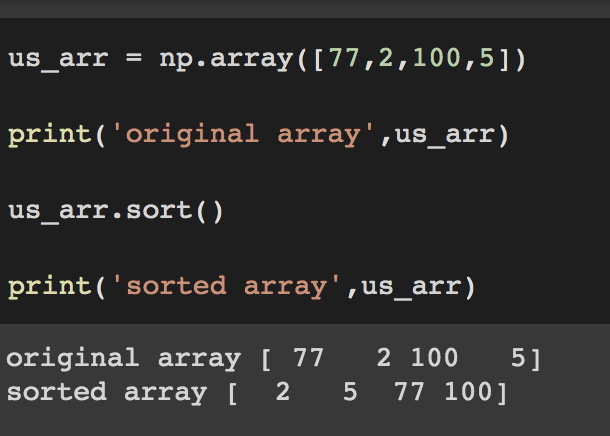 us_arr = np.array([77,2,100,5])
print('original array',us_arr)
us_arr.sort()
print('sorted array',us_arr)
original array [ 77   2 100   5]
sorted array [  2   5  77 100]